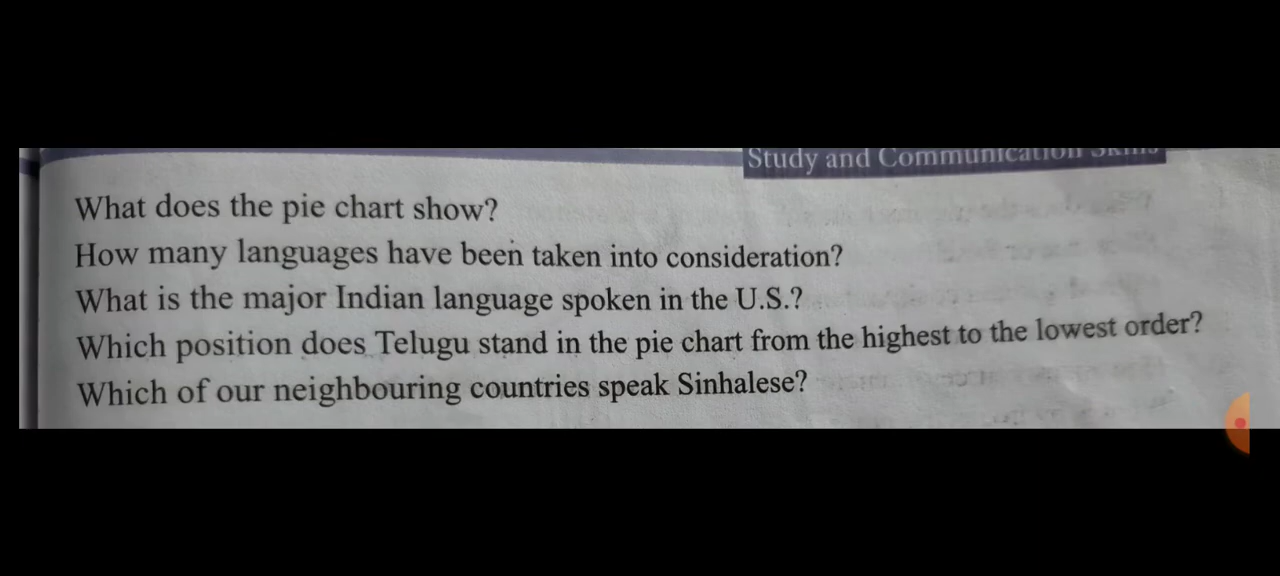 Study and Communication Skills
What does the pie chart show?
How many languages have been taken into consideration?
What is the major Indian language spoken in the U.S.?
Which position does Telugu stand in the pie chart from the highest to the lowest order?
Which of our neighbouring countries speak Sinhalese?